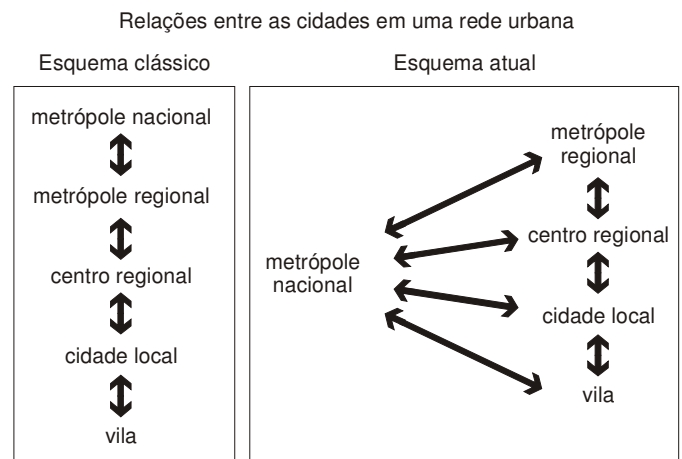 Relações entre as cidades em uma rede urbana
Esquema clássico
metrópole nacional
metrópole regional
centro regional
cidade local
vila
Esquema atual
metrópole
nacional
metrópole
regional
centro regional
cidade local
vila